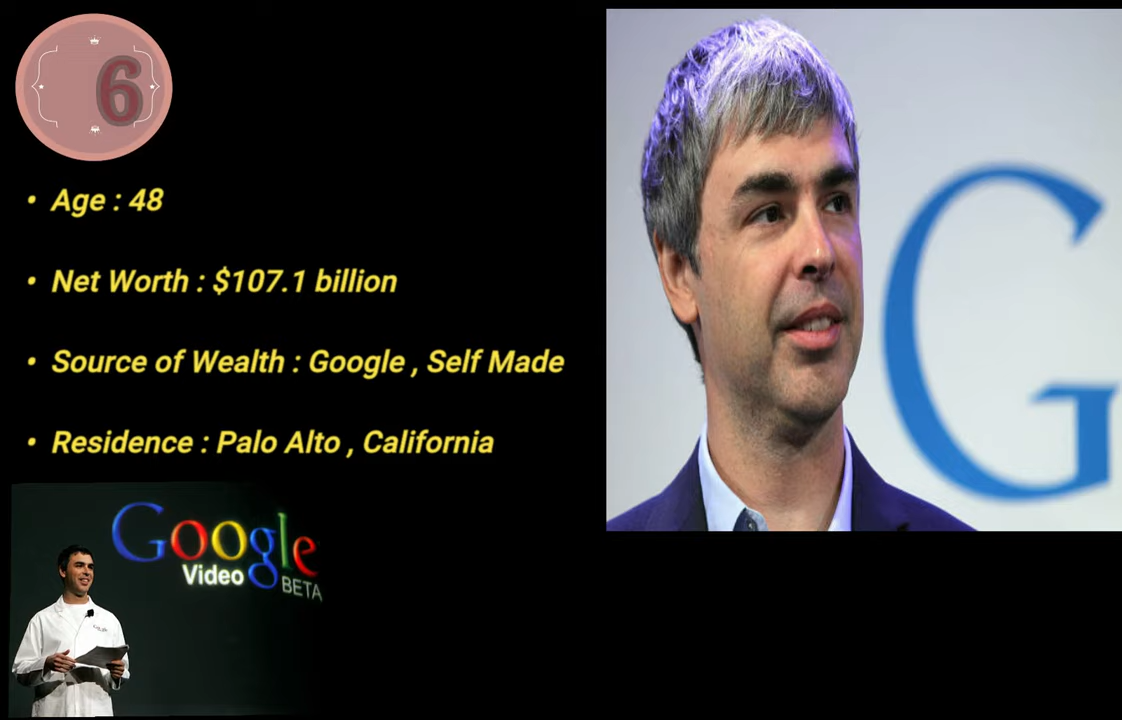 6
• Age : 48
• Net Worth : $107.1 billion
• Source of Wealth : Google , Self Made
• Residence : Palo Alto , California
Google
Video
BETA
G